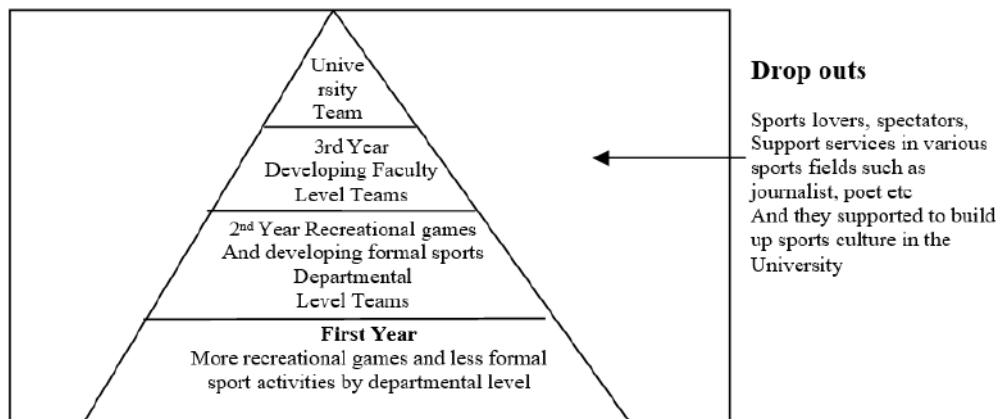 Unive
rsity
Team
3rd Year
Developing Faculty
Level Teams
2nd Year Recreational games
And developing formal sports
Departmental
Level Teams
First Year
More recreational games and less formal
sport activities by departmental level
Drop outs
Sports lovers, spectators,
Support services in various
sports fields such as
journalist, poet etc
And they supported to build
up sports culture in the
University